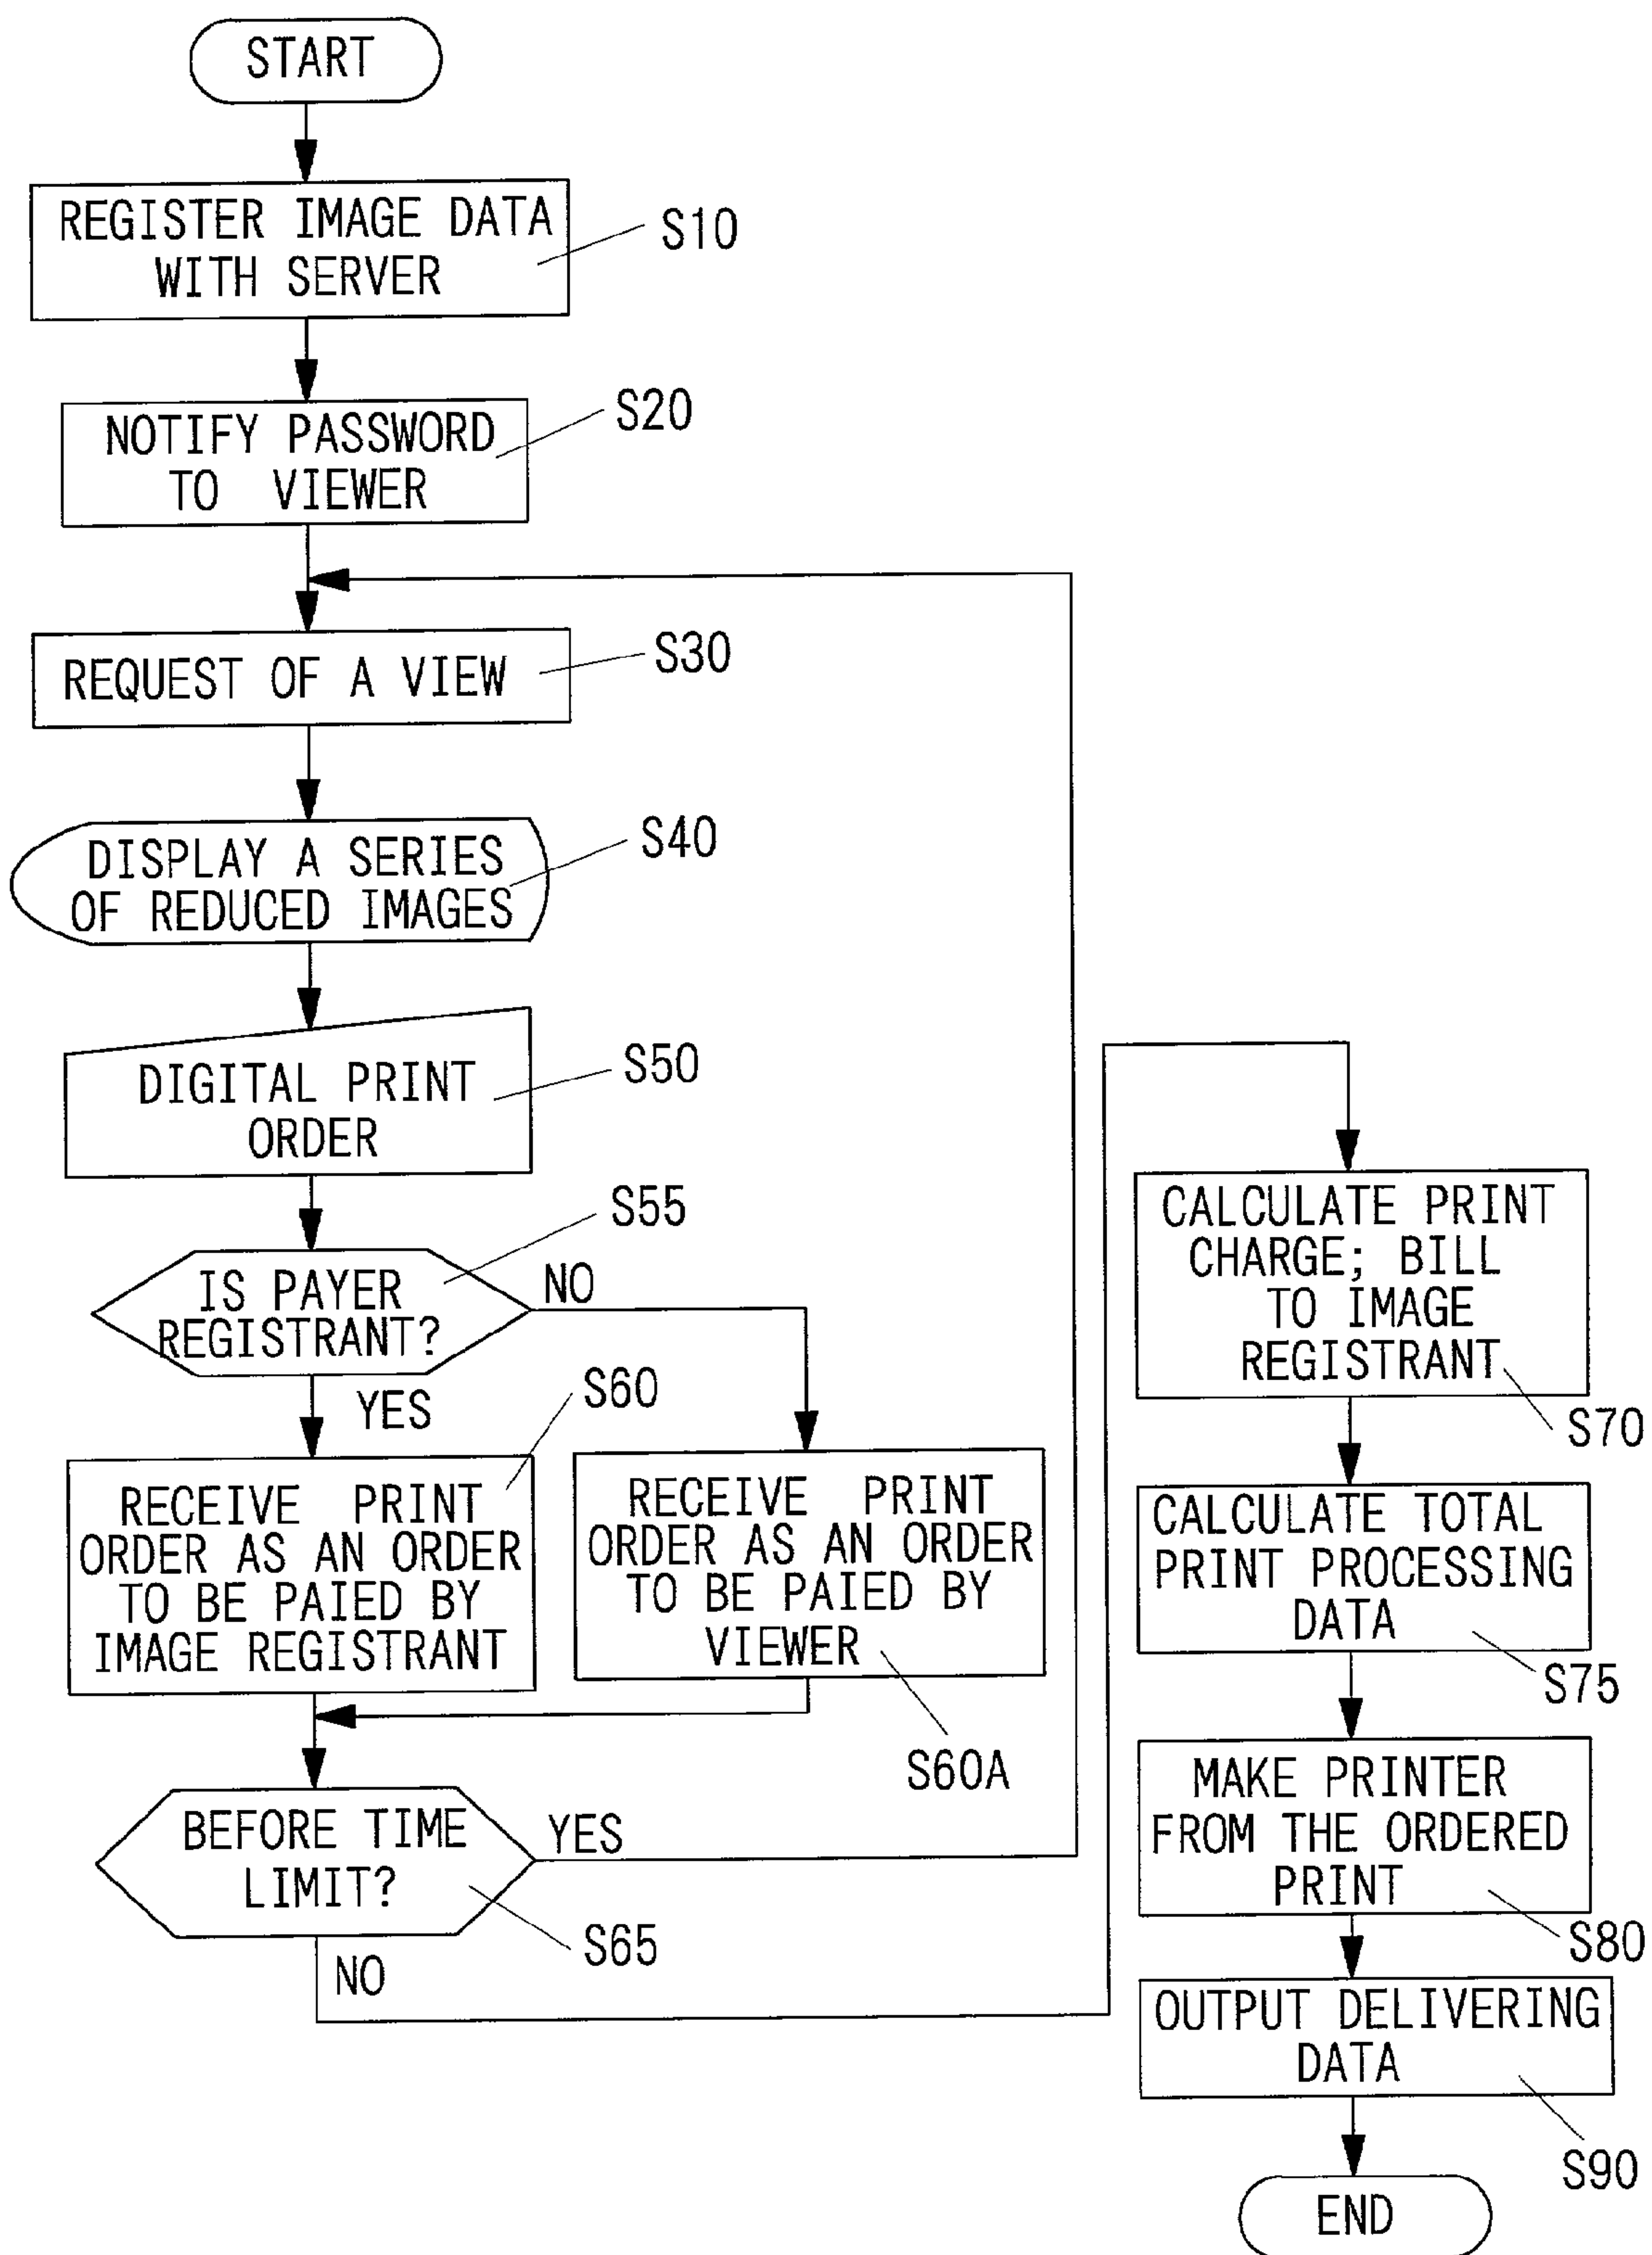 START
REGISTER IMAGE DATA
WITH SERVER
S10
NOTIFY PASSWORD
TO VIEWER
S20
REQUEST OF A VIEW
S30
DISPLAY A SERIES
OF REDUCED IMAGES
S40
DIGITAL PRINT
ORDER
S50
IS PAYER
REGISTRANT?
S55
NO
YES
RECEIVE PRINT
ORDER AS AN ORDER
TO BE PAIED BY
IMAGE REGISTRANT
S60
RECEIVE PRINT
ORDER AS AN ORDER
TO BE PAIED BY
VIEWER
S60A
BEFORE TIME
LIMIT?
S65
YES
NO
CALCULATE PRINT
CHARGE; BILL
TO IMAGE
REGISTRANT
S70
CALCULATE TOTAL
PRINT PROCESSING
DATA
S75
MAKE PRINTER
FROM THE ORDERED
PRINT
S80
OUTPUT DELIVERING
DATA
S90
END